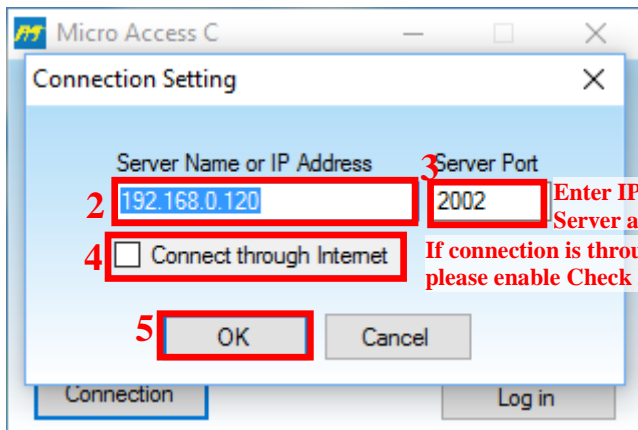 Micro Access C
Connection Setting
Server Name or IP Address
3
Server Port
2
192.168.0.120
2002
Enter IP
Server a
4
Connect through Internet
If connection is throu
please enable Check
5
OK
Cancel
Connection
Log in